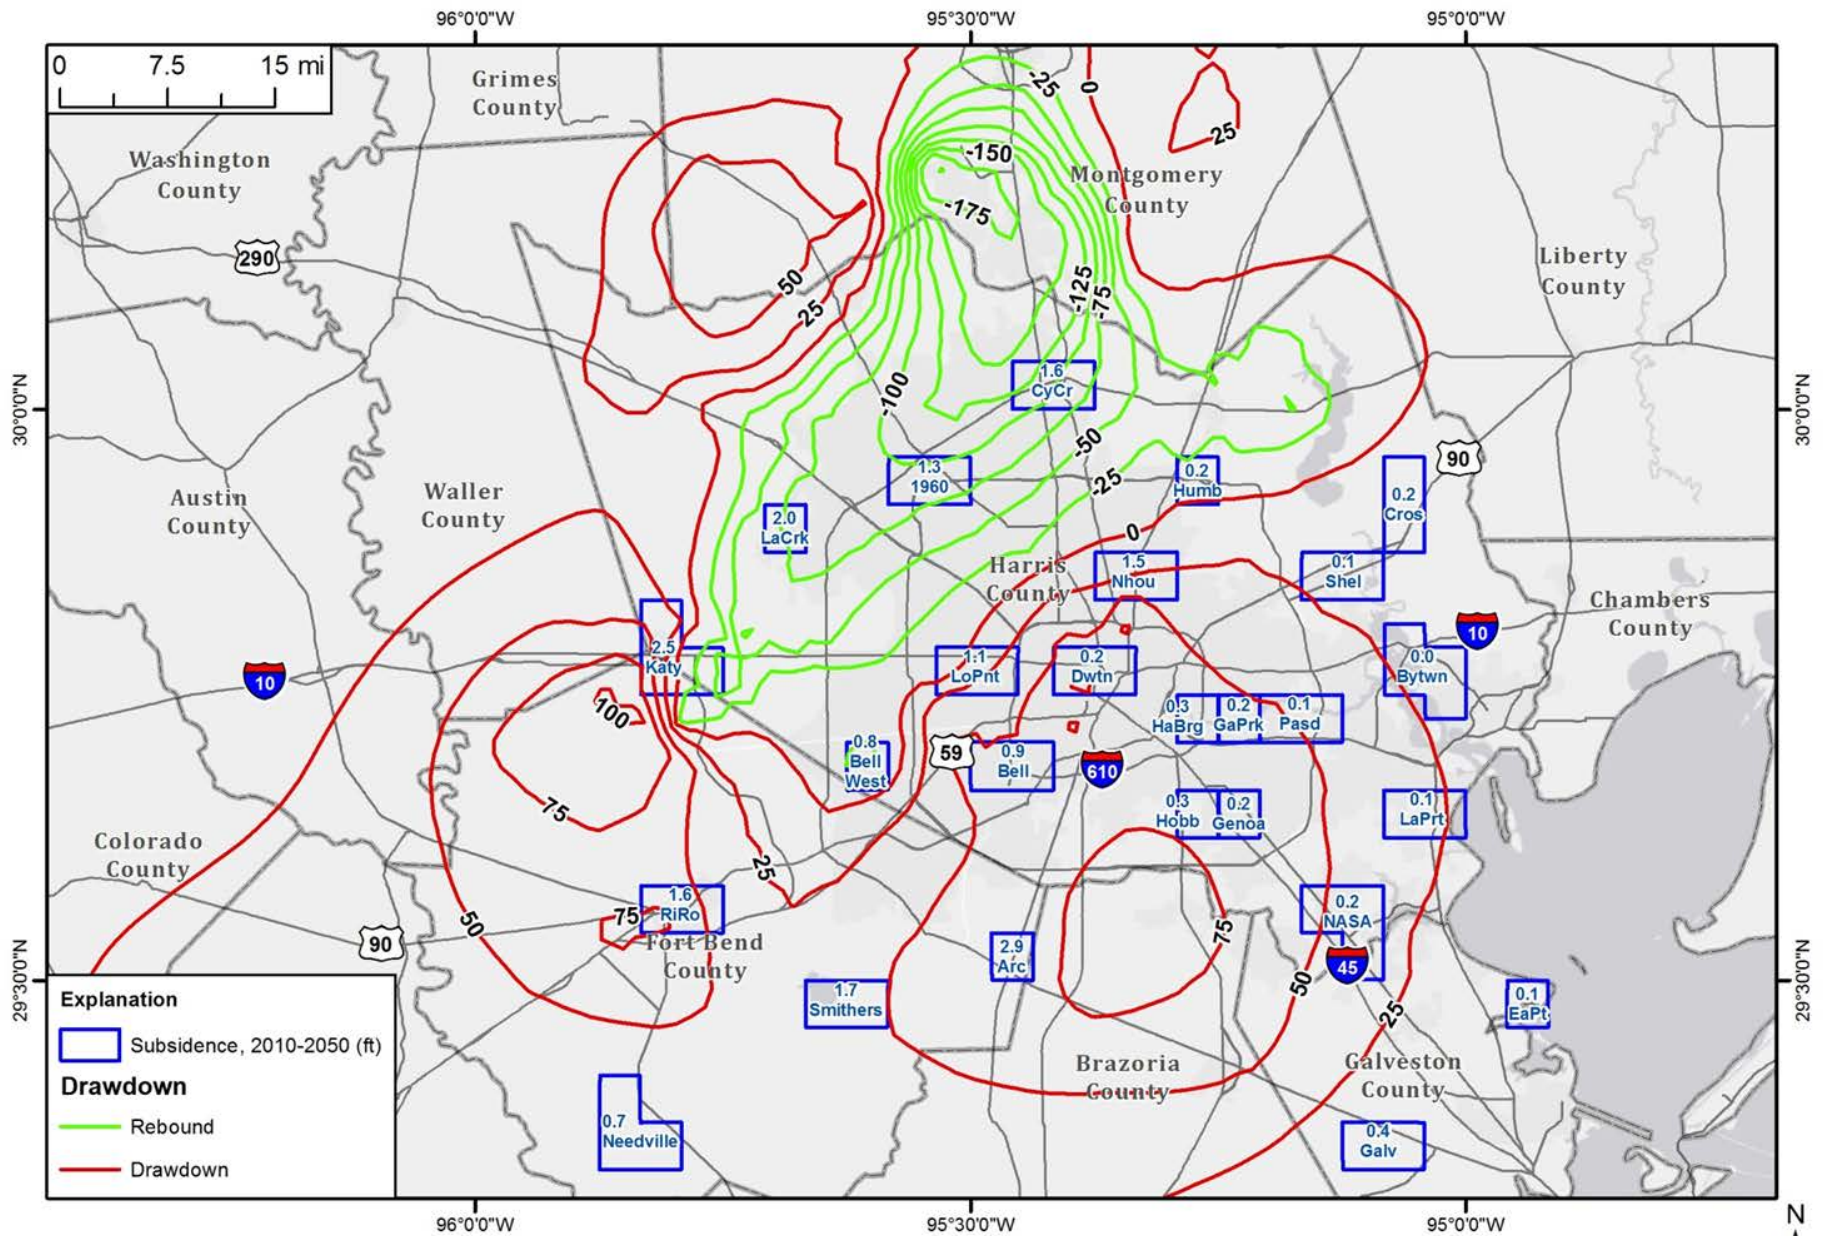 96°0'0"W
95°30'0"W
95°0'0"W
0
7.5
15 mi
Grimes
County
-25
0
25
Washington
County
-150
Montgomery
County
-175
290
Liberty
County
50
25
-125
-75
30°0'0"N
30°0'0"N
1.6
CyCr
-100
-50
90
-25
1.3
1960
0.2
Humb
Austin
County
Waller
County
0.2
Cros
2.0
LaCrk
0
Harris
County
1.5
Nhou
0.1
Shel
Chambers
County
10
2.5
Katy
1.1
LoPnt
0.2
Dwtn
0.0
Bytwn
10
100
0.3
HaBrg
0.2
GaPrk
0.1
Pasd
0.8
Bell
West
59
0.9
Bell
610
75
0.3
Hobb
0.2
Genoa
0.1
LaPrt
Colorado
County
25
50
75
1.6
RiRo
0.2
NASA
90
Fort Bend
County
75
2.9
Arc
45
29°30'0"N
29°30'0"N
50
25
1.7
Smithers
0.1
EaPt
Brazoria
County
Galveston
County
0.7
Needville
0.4
Galv
Explanation
Subsidence, 2010-2050 (ft)
Drawdown
Rebound
Drawdown
96°0'0"W
95°30'0"W
95°0'0"W
N